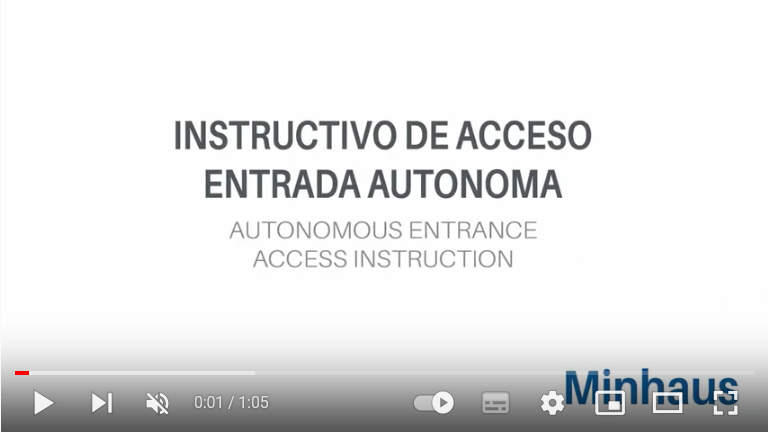 INSTRUCTIVO DE ACCESO
ENTRADA AUTONOMA
AUTONOMOUS ENTRANCE
ACCESS INSTRUCTION
Minhaus
0:01 / 1:05